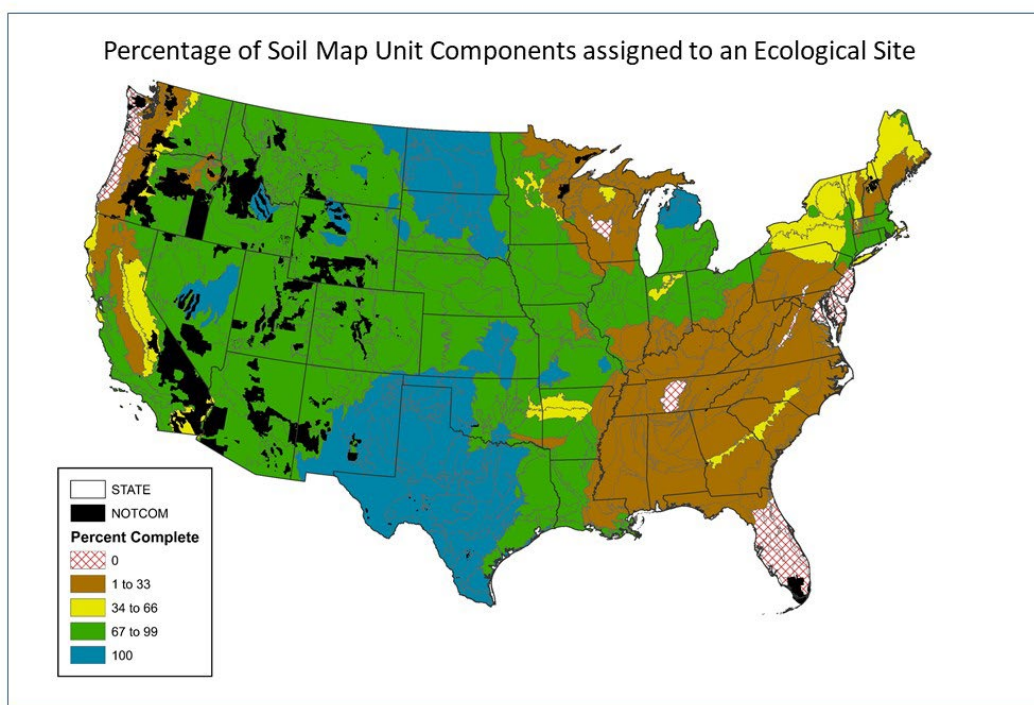 Percentage of Soil Map Unit Components assigned to an Ecological Site
STATE
NOTCOM
Percent Complete
0
1 to 33
34 to 66
67 to 99
100